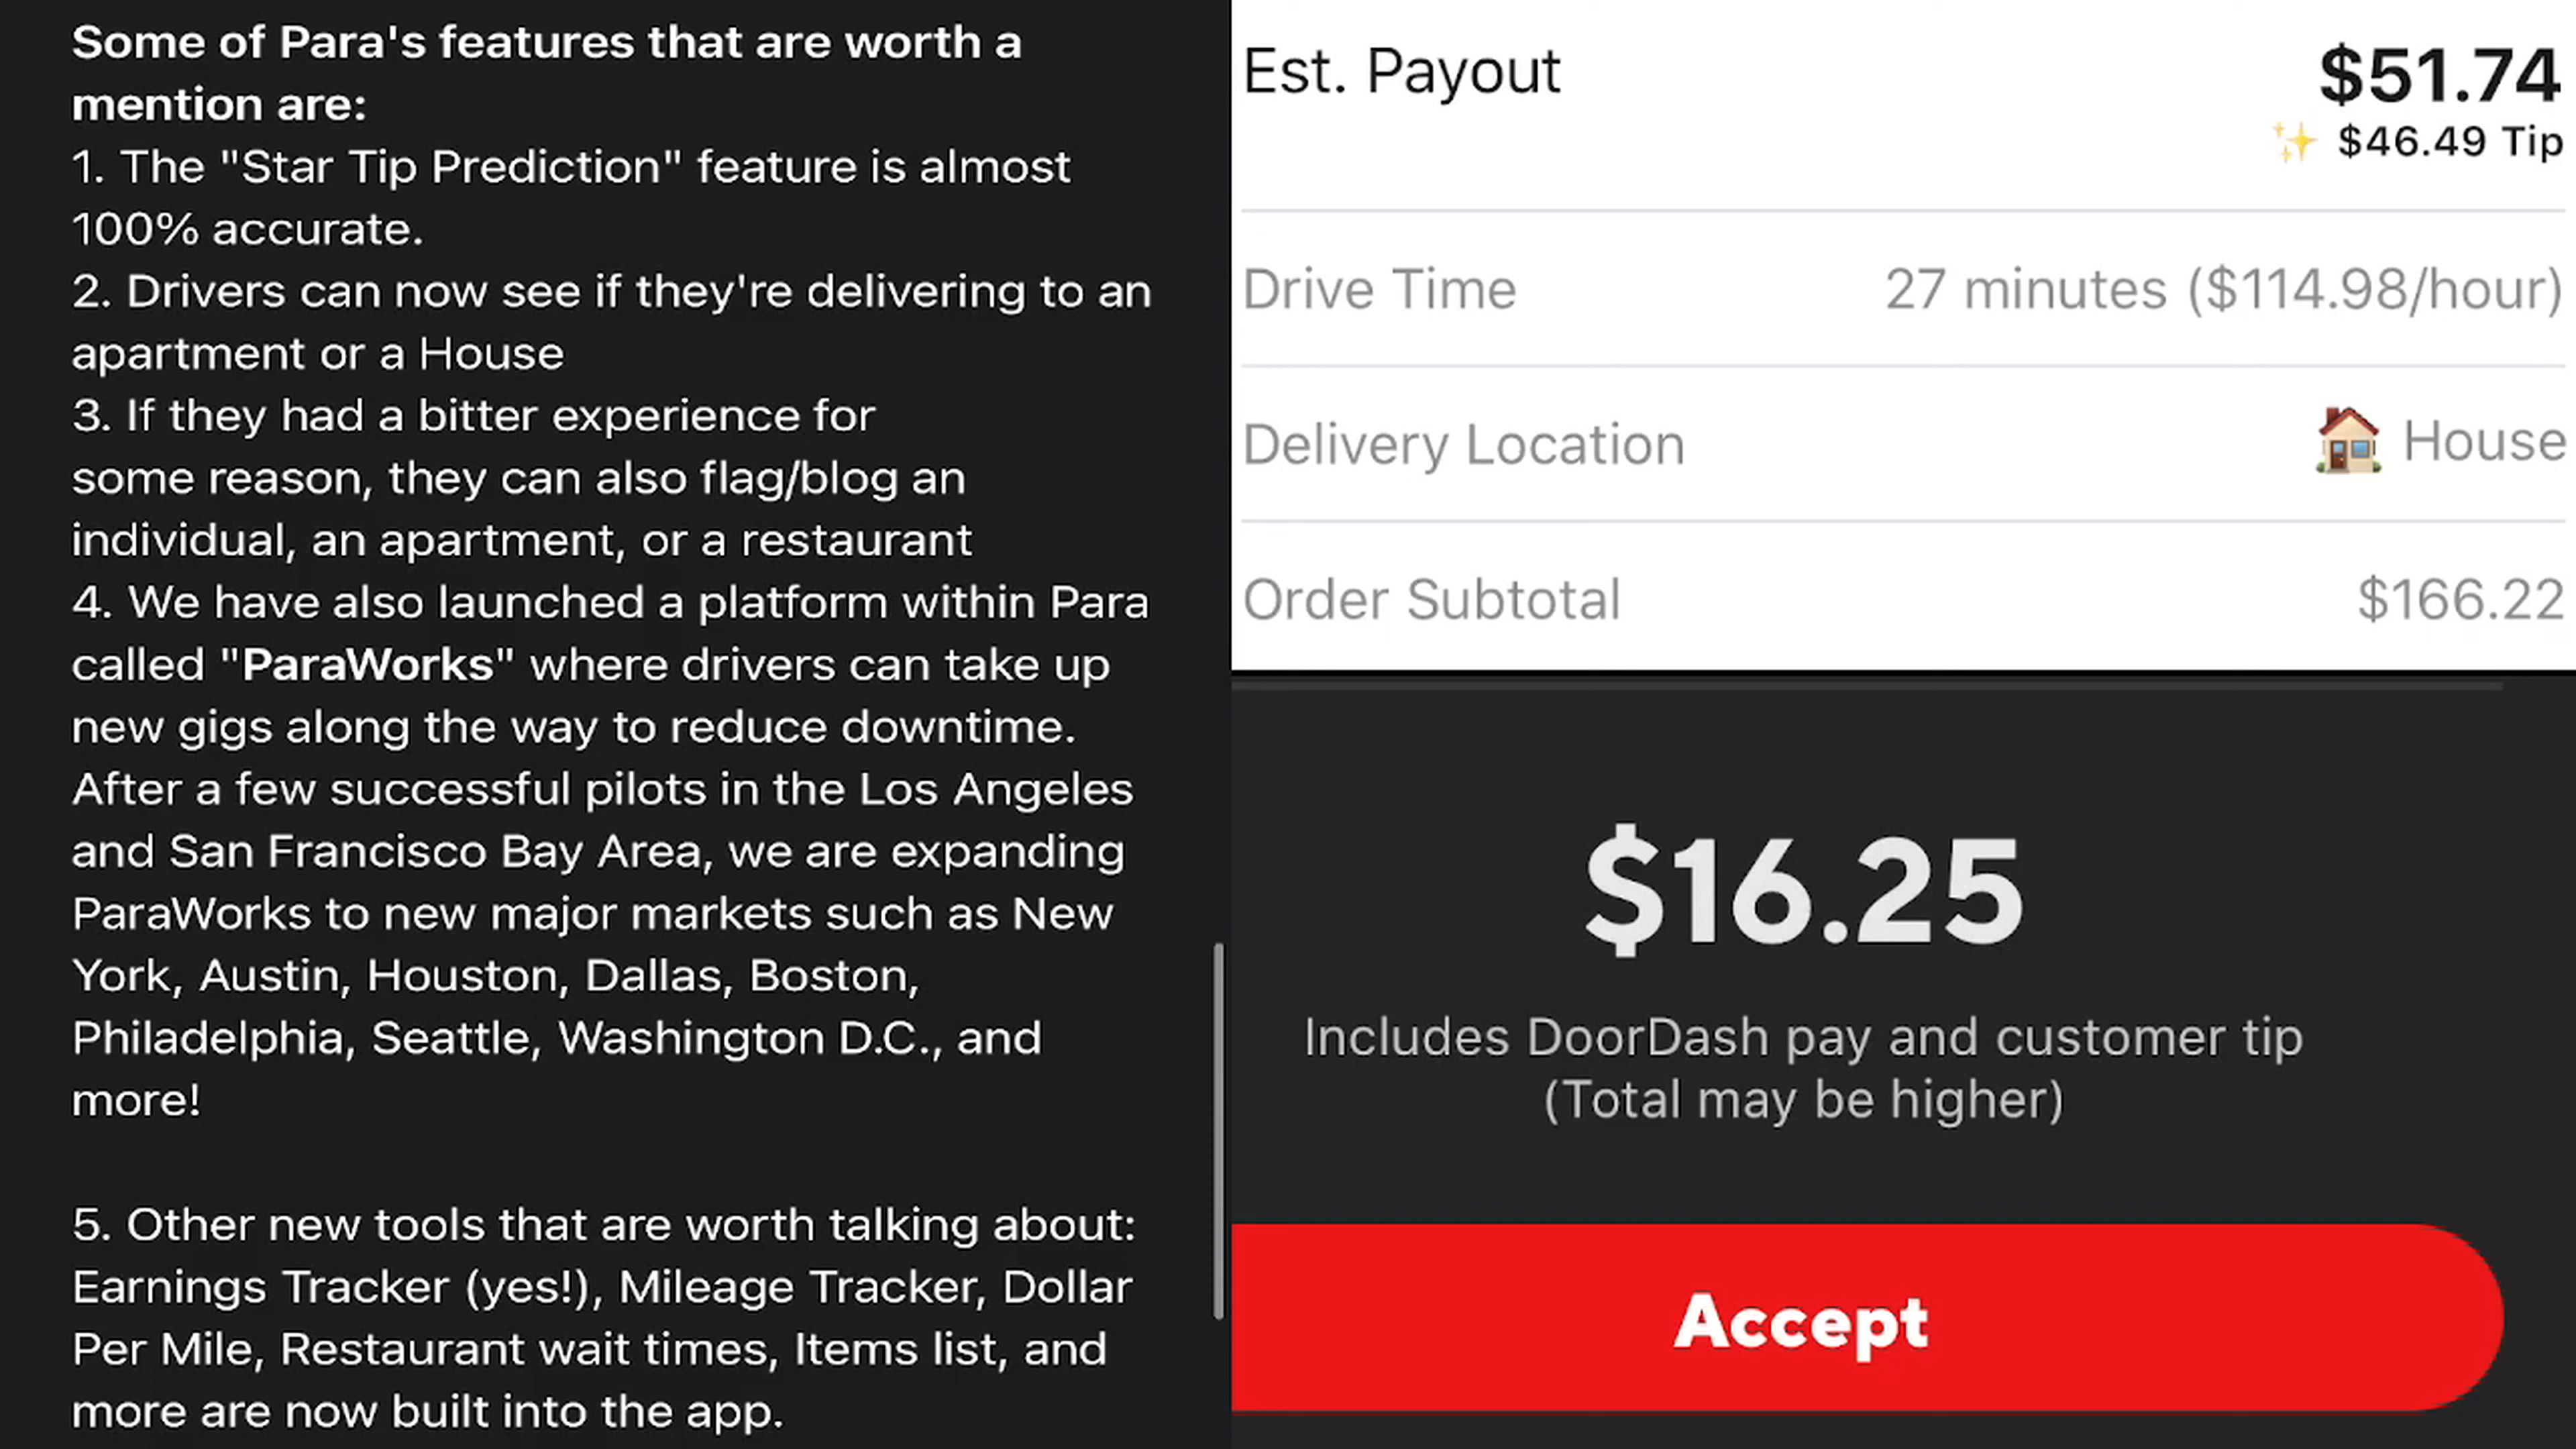 Some of Para's features that are worth a
mention are:
1. The "Star Tip Prediction" feature is almost
100% accurate.
2. Drivers can now see if they're delivering to an
apartment or a House
3. If they had a bitter experience for
some reason, they can also flag/blog an
individual, an apartment, or a restaurant
4. We have also launched a platform within Para
called "ParaWorks" where drivers can take up
new gigs along the way to reduce downtime.
After a few successful pilots in the Los Angeles
and San Francisco Bay Area, we are expanding
ParaWorks to new major markets such as New
York, Austin, Houston, Dallas, Boston,
Philadelphia, Seattle, Washington D.C., and
more!
5. Other new tools that are worth talking about:
Earnings Tracker (yes!), Mileage Tracker, Dollar
Per Mile, Restaurant wait times, Items list, and
more are now built into the app.
Est. Payout $51.74
✨ $46.49 Tip
Drive Time 27 minutes ($114.98/hour)
Delivery Location 🏠 House
Order Subtotal $166.22
$16.25
Includes DoorDash pay and customer tip
(Total may be higher)
Accept